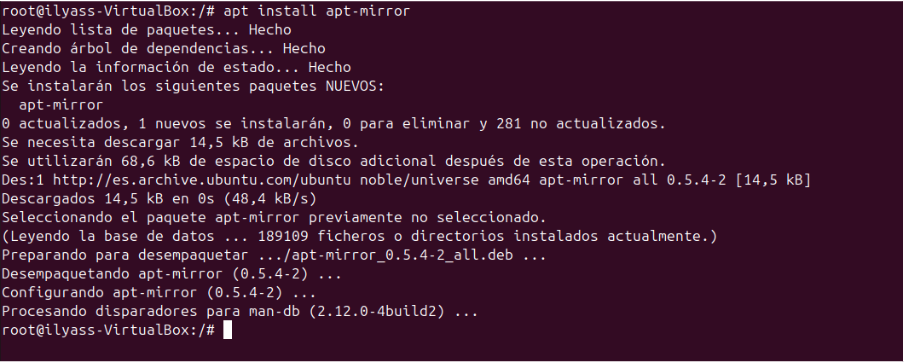 root@ilyass-VirtualBox:/# apt install apt-mirror
Leyendo lista de paquetes... Hecho
Creando árbol de dependencias... Hecho
Leyendo la información de estado... Hecho
Se instalarán los siguientes paquetes NUEVOS:
  apt-mirror
0 actualizados, 1 nuevos se instalarán, 0 para eliminar y 281 no actualizados.
Se necesita descargar 14,5 kB de archivos.
Se utilizarán 68,6 kB de espacio de disco adicional después de esta operación.
Des:1 http://es.archive.ubuntu.com/ubuntu noble/universe amd64 apt-mirror all 0.5.4-2 [14,5 kB]
Descargados 14,5 kB en 0s (48,4 kB/s)
Seleccionando el paquete apt-mirror previamente no seleccionado.
(Leyendo la base de datos ... 189109 ficheros o directorios instalados actualmente.)
Preparando para desempaquetar .../apt-mirror_0.5.4-2_all.deb ...
Desempaquetando apt-mirror (0.5.4-2) ...
Configurando apt-mirror (0.5.4-2) ...
Procesando disparadores para man-db (2.12.0-4build2) ...
root@ilyass-VirtualBox:/#